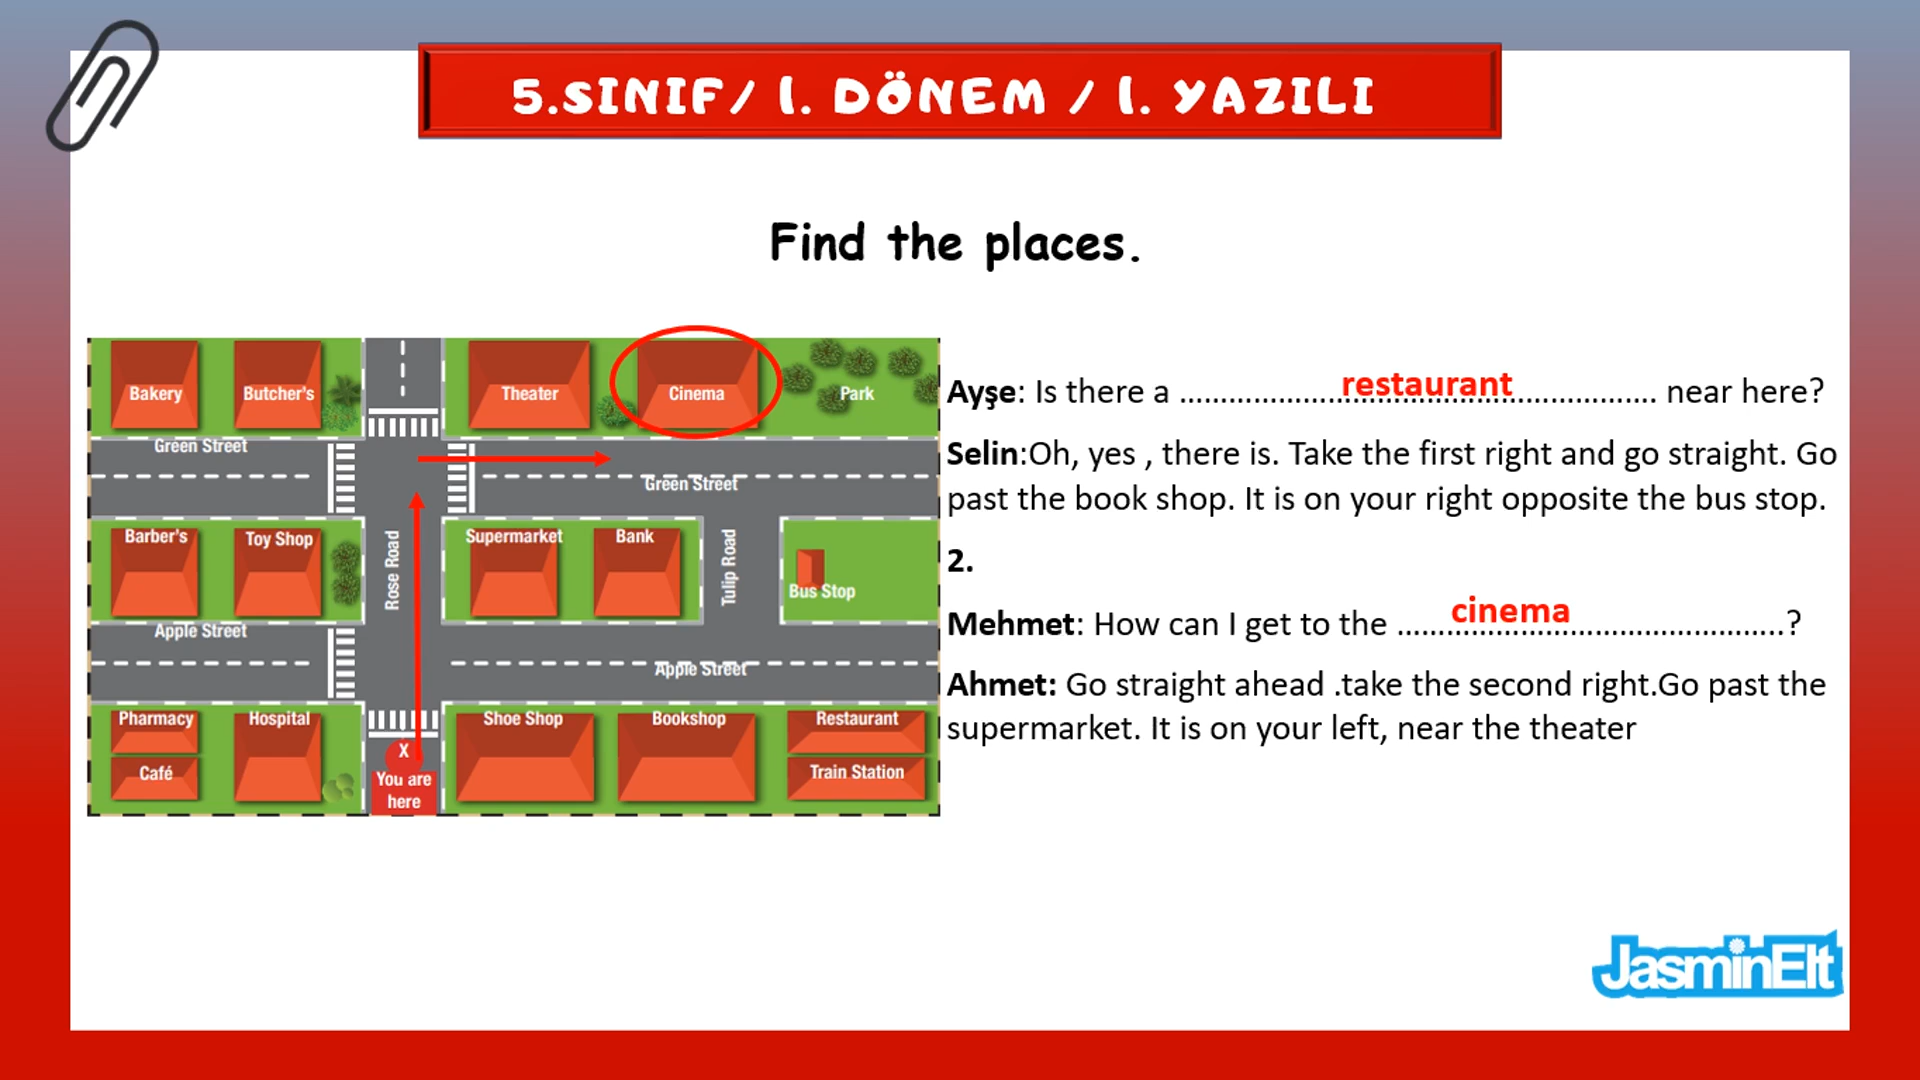 5.SINIF/ 1. DÖNEM / 1. YAZILI
Find the places.
Bakery
Butcher's
Theater
Cinema
Park
Green Street
Green Street
Barber's
Toy Shop
Rose Road
Supermarket
Bank
Tulip Road
Bus Stop
Apple Street
Apple Street
Pharmacy
Hospital
Shoe Shop
Bookshop
Restaurant
Café
Train Station
X
You are
here
Ayşe: Is there a ....................restaurant.................... near here?
Selin:Oh, yes , there is. Take the first right and go straight. Go
past the book shop. It is on your right opposite the bus stop.
2.
Mehmet: How can I get to the ....................cinema....................?
Ahmet: Go straight ahead .take the second right.Go past the
supermarket. It is on your left, near the theater
JasminElt